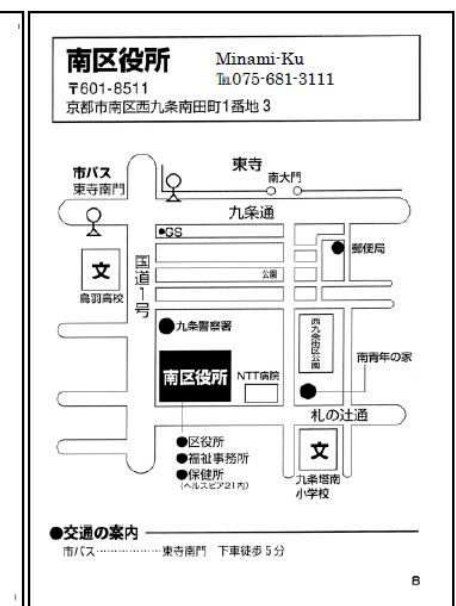 南区役所
Minami-Ku
〒601-8511
℡075-681-3111
京都市南区西九条南田町1番地 3
東寺
市バス
東寺南門
南大門
九条通
●GS
郵便局
文
鳥羽高校
国道1号
公園
九条警察署
西九条街区公園
南青年の家
南区役所
NTT病院
札の辻通
●区役所
●福祉事務所
●保健所
(ヘルスピア21内)
文
九条塔南
小学校
●交通の案内
市バス………………東寺南門 下車徒歩5分
8